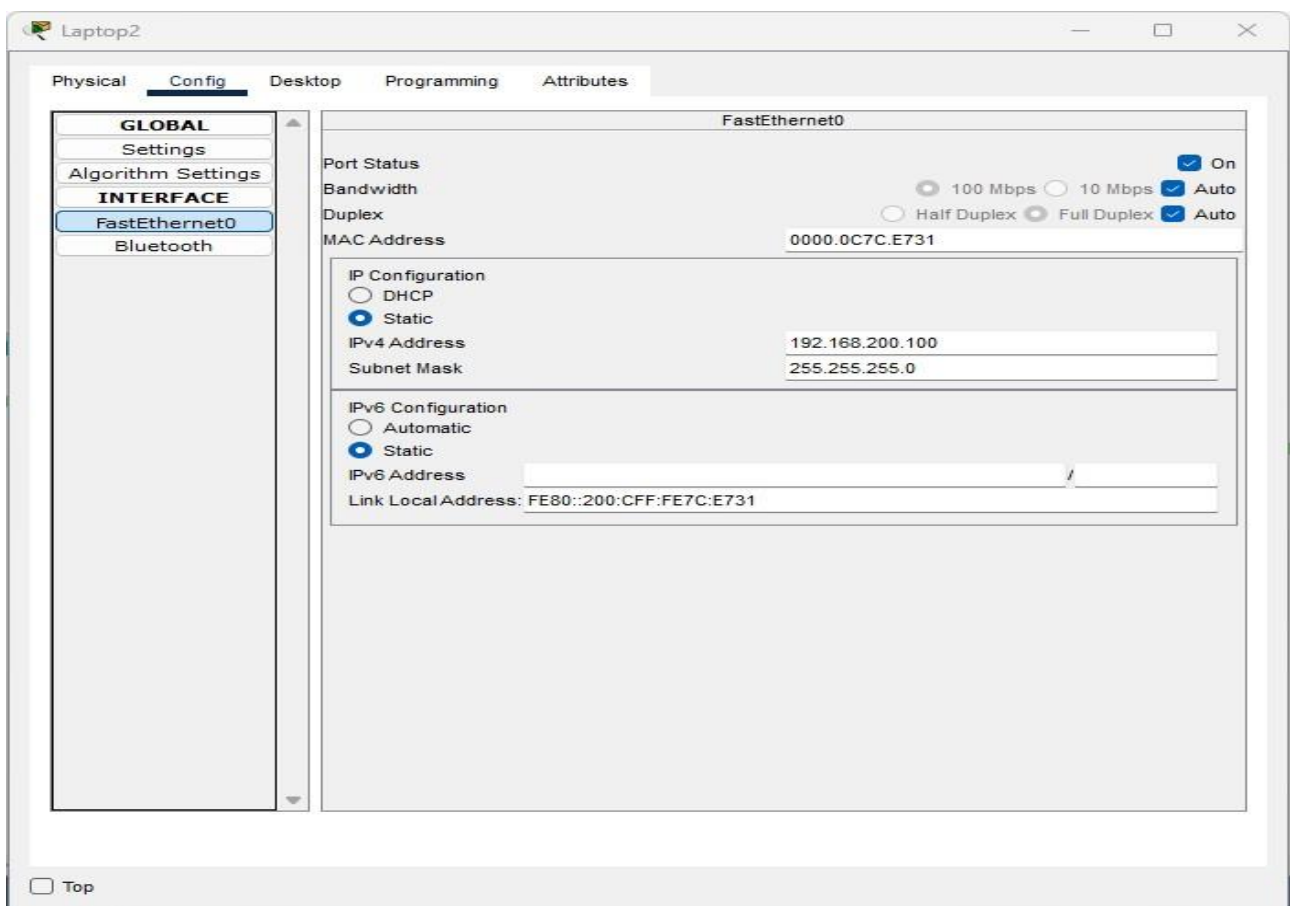 Laptop2
Physical Config Desktop Programming Attributes
GLOBAL
Settings
Algorithm Settings
INTERFACE
FastEthernet0
Bluetooth
FastEthernet0
Port Status On
Bandwidth 100 Mbps 10 Mbps Auto
Duplex Half Duplex Full Duplex Auto
MAC Address 0000.0C7C.E731
IP Configuration
DHCP
Static
IPv4 Address 192.168.200.100
Subnet Mask 255.255.255.0
IPv6 Configuration
Automatic
Static
IPv6 Address /
Link Local Address: FE80::200:CFF:FE7C:E731
Top